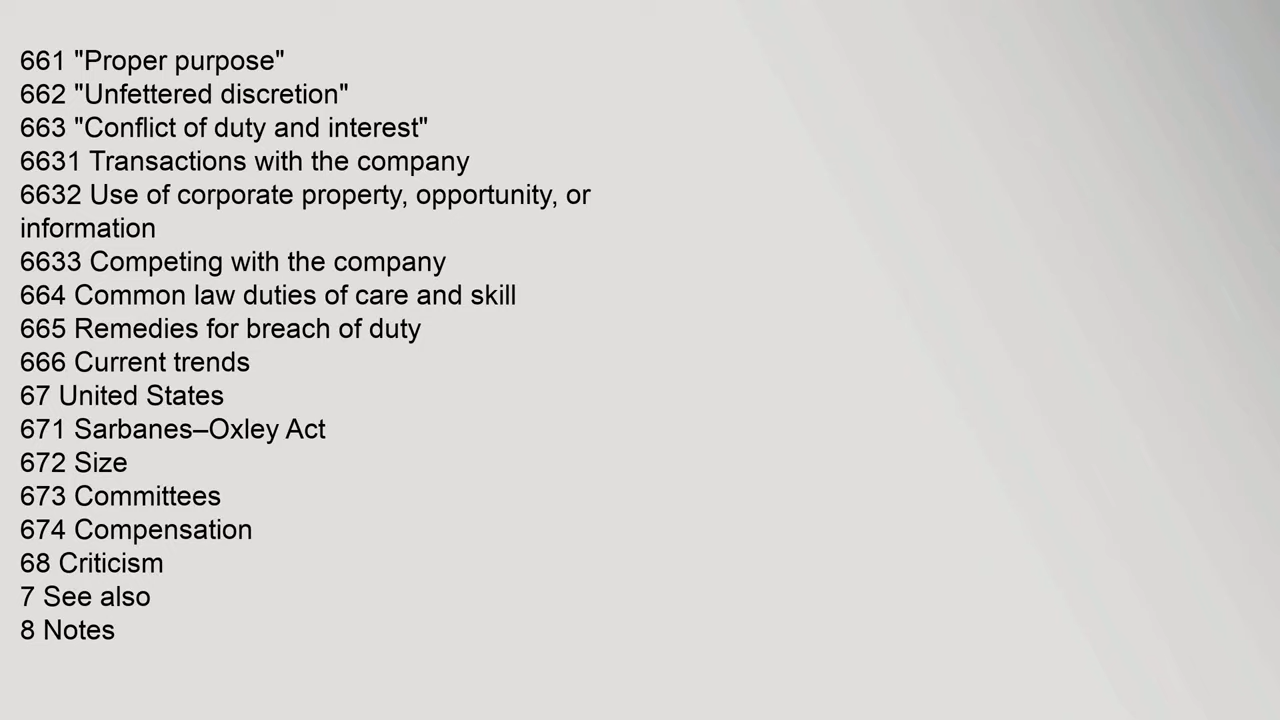 661 "Proper purpose"
662 "Unfettered discretion"
663 "Conflict of duty and interest"
6631 Transactions with the company
6632 Use of corporate property, opportunity, or
information
6633 Competing with the company
664 Common law duties of care and skill
665 Remedies for breach of duty
666 Current trends
67 United States
671 Sarbanes–Oxley Act
672 Size
673 Committees
674 Compensation
68 Criticism
7 See also
8 Notes